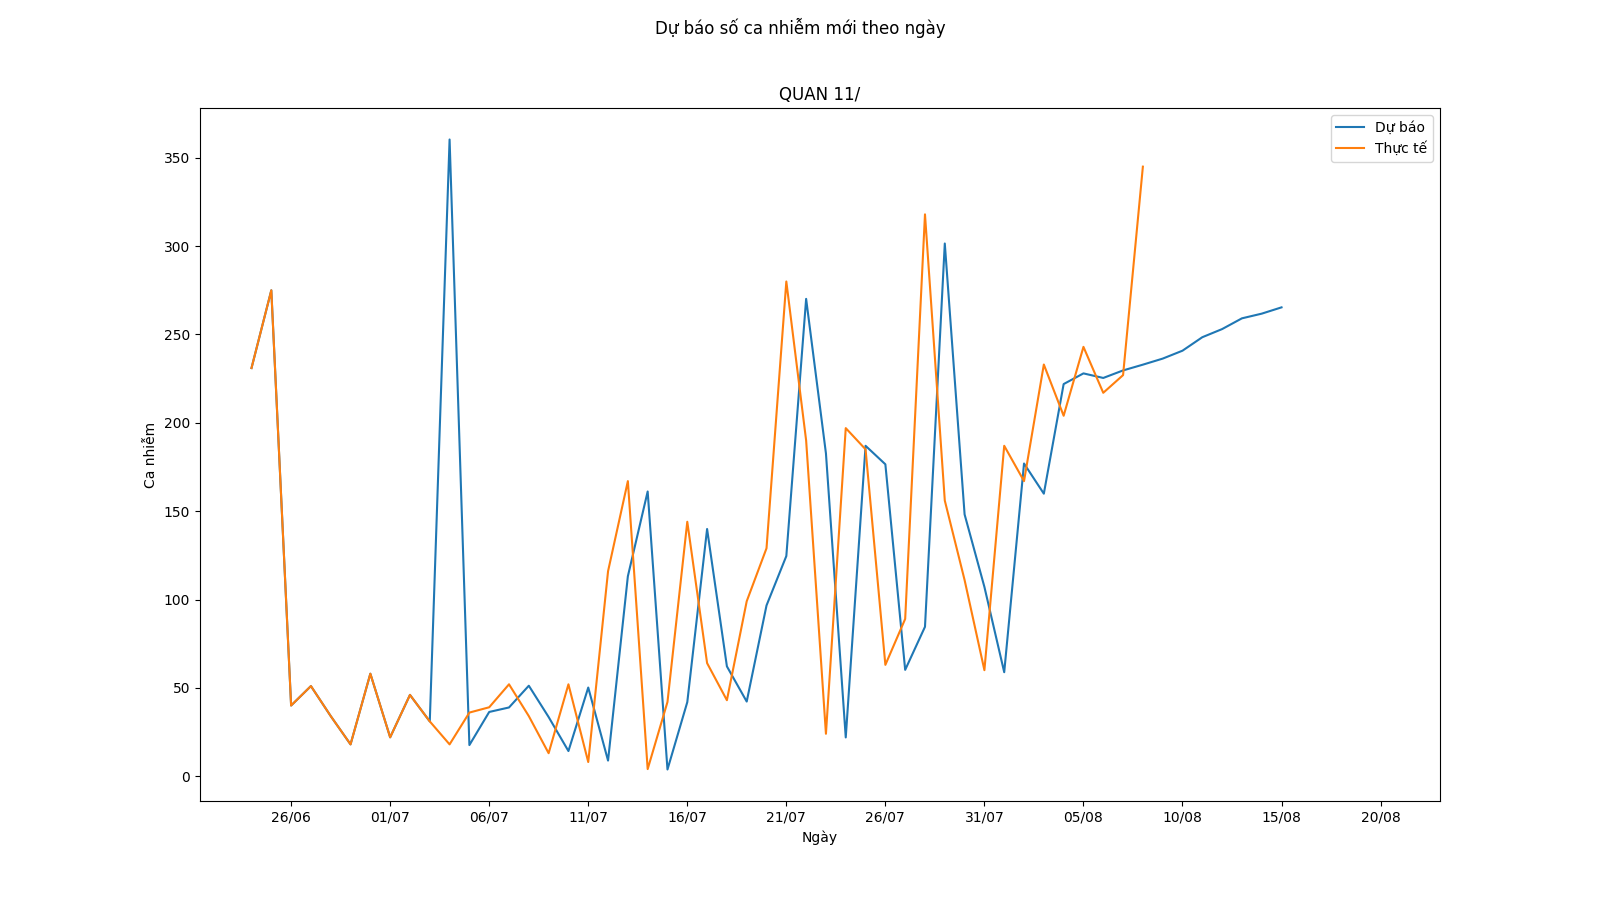 Dự báo số ca nhiễm mới theo ngày
QUAN 11/
Dự báo
Thực tế
350
300
250
200
150
100
50
0
Ca nhiễm
26/06 01/07 06/07 11/07 16/07 21/07 26/07 31/07 05/08 10/08 15/08 20/08
Ngày